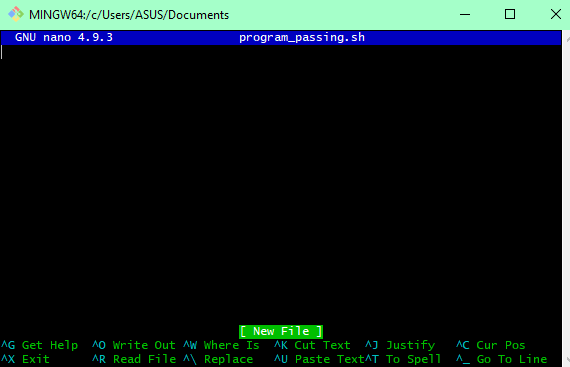 MINGW64:/c/Users/ASUS/Documents
GNU nano 4.9.3 program_passing.sh
[ New File ]
^G Get Help ^O Write Out ^W Where Is ^K Cut Text ^J Justify ^C Cur Pos
^X Exit ^R Read File ^\ Replace ^U Paste Text^T To Spell ^_ Go To Line